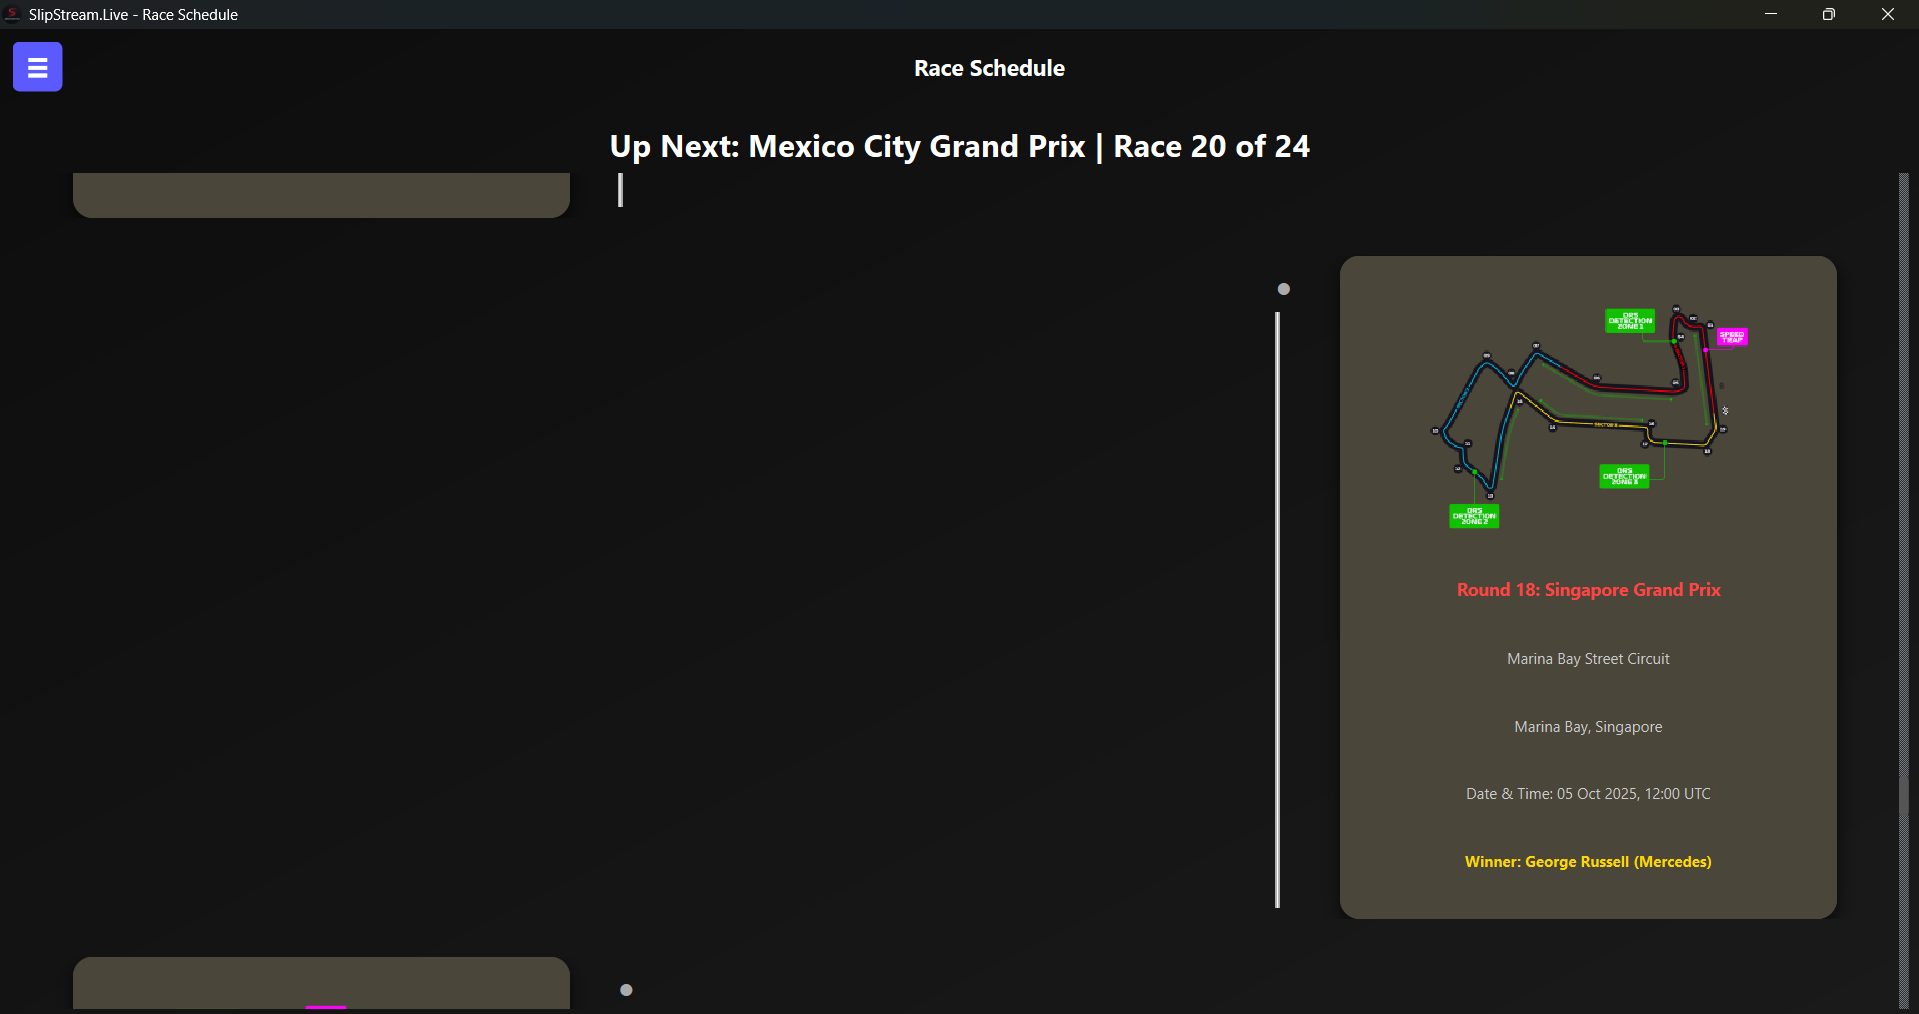 SlipStream.Live - Race Schedule
Race Schedule
Up Next: Mexico City Grand Prix | Race 20 of 24
DRS
DETECTION
ZONE 1
SPEED
TRAP
DRS
DETECTION
ZONE 3
DRS
DETECTION
ZONE 2
Round 18: Singapore Grand Prix
Marina Bay Street Circuit
Marina Bay, Singapore
Date & Time: 05 Oct 2025, 12:00 UTC
Winner: George Russell (Mercedes)